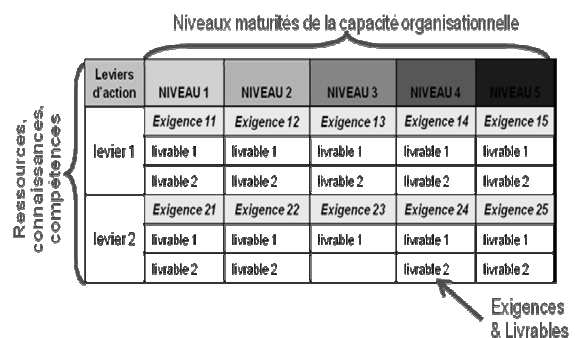 Niveaux maturités de la capacité organisationnelle
Leviers
d'action
NIVEAU 1
NIVEAU 2
NIVEAU 3
NIVEAU 4
NIVEAU 5
Ressources,
connaissances,
compétences
levier 1
Exigence 11
Exigence 12
Exigence 13
Exigence 14
Exigence 15
livrable 1
livrable 1
livrable 1
livrable 1
livrable 1
livrable 2
livrable 2
livrable 2
livrable 2
livrable 2
levier 2
Exigence 21
Exigence 22
Exigence 23
Exigence 24
Exigence 25
livrable 1
livrable 1
livrable 1
livrable 1
livrable 1
livrable 2
livrable 2
livrable 2
livrable 2
Exigences
& Livrables